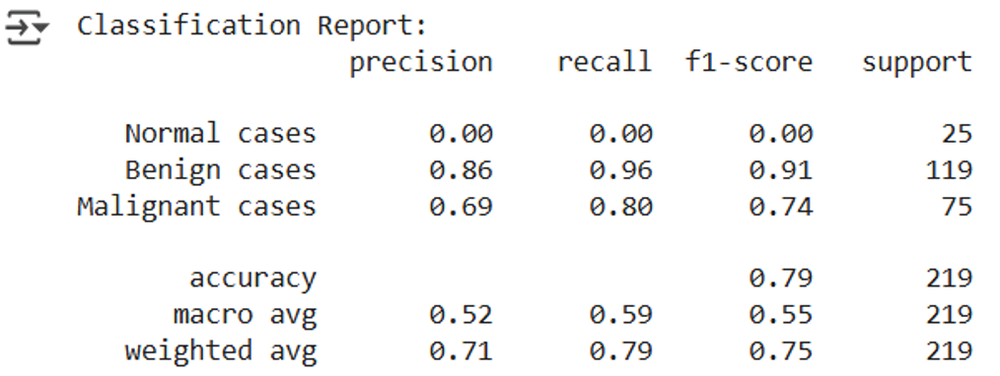 Classification Report:
precision recall f1-score support
Normal cases 0.00 0.00 0.00 25
Benign cases 0.86 0.96 0.91 119
Malignant cases 0.69 0.80 0.74 75
accuracy 0.79 219
macro avg 0.52 0.59 0.55 219
weighted avg 0.71 0.79 0.75 219